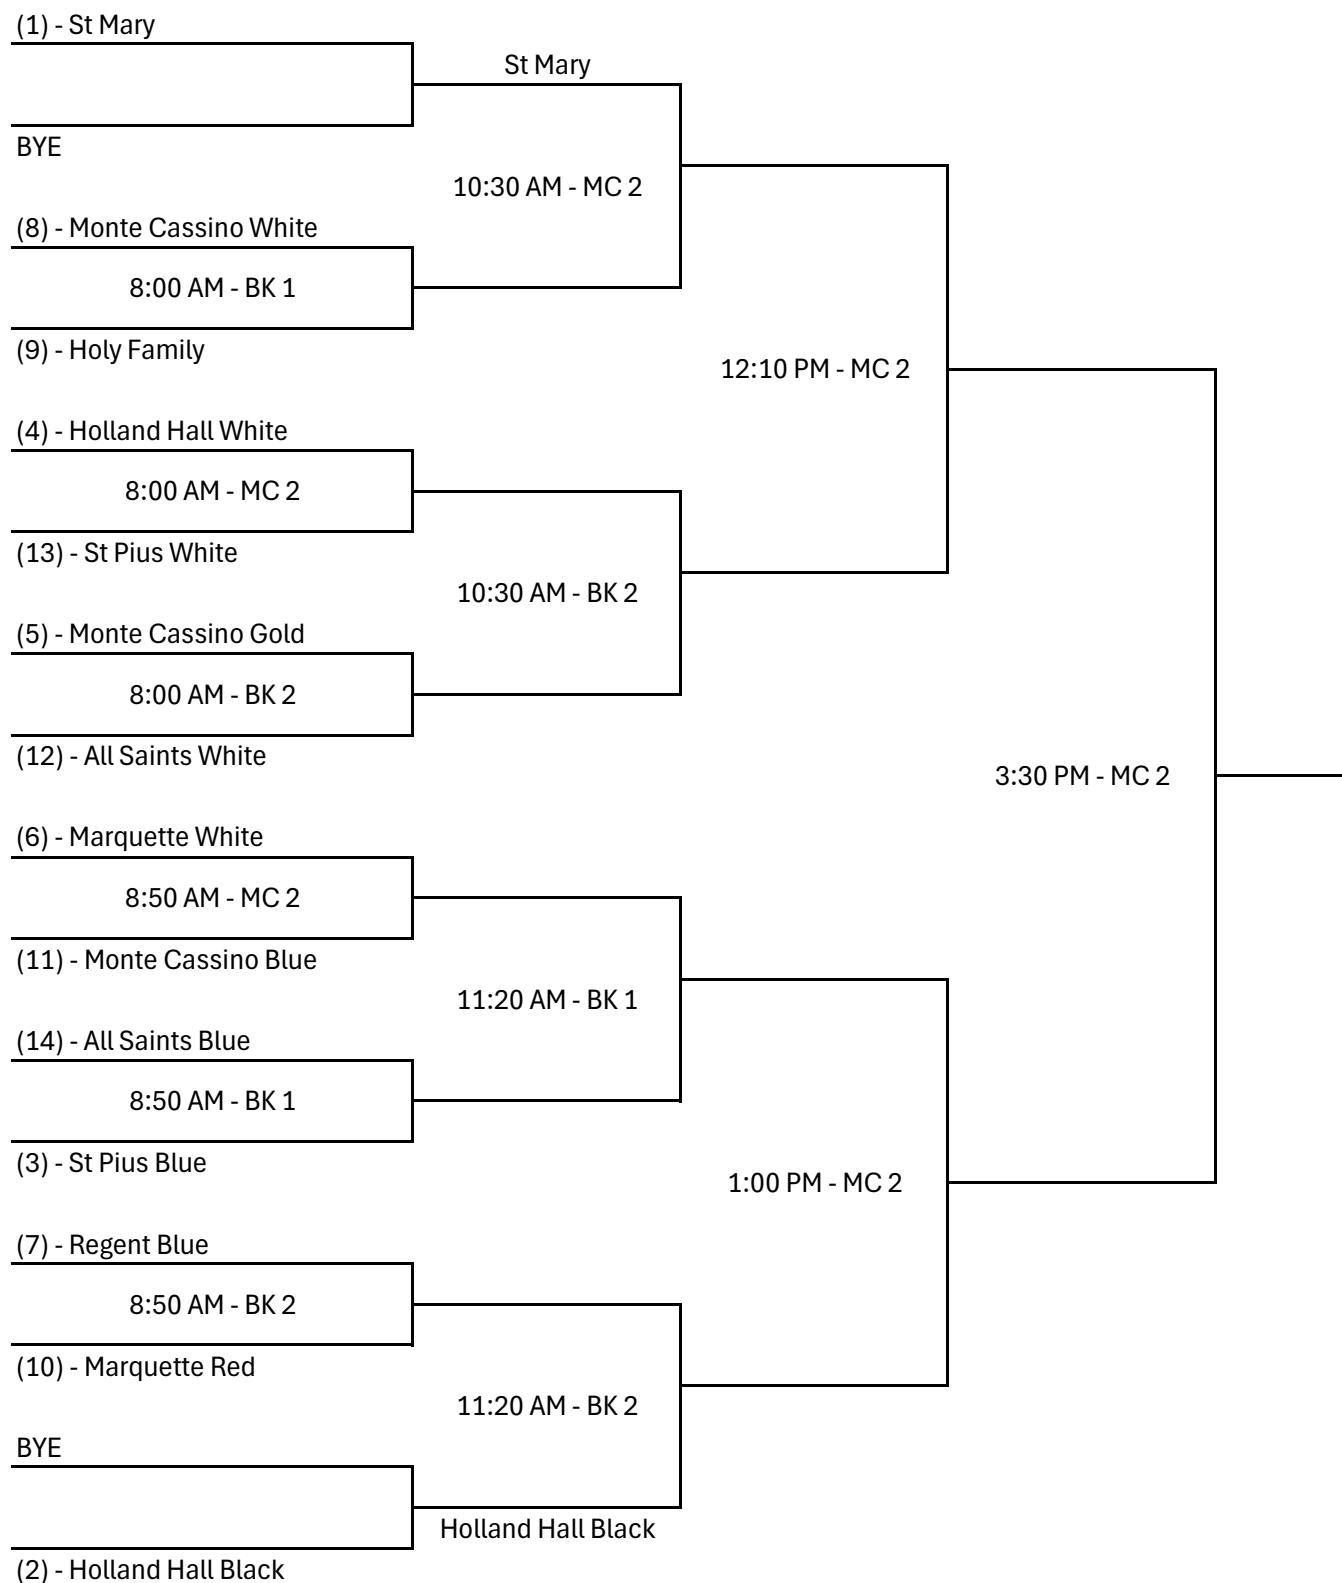 (1) - St Mary
St Mary
BYE
10:30 AM - MC 2
(8) - Monte Cassino White
8:00 AM - BK 1
(9) - Holy Family
12:10 PM - MC 2
(4) - Holland Hall White
8:00 AM - MC 2
(13) - St Pius White
10:30 AM - BK 2
(5) - Monte Cassino Gold
8:00 AM - BK 2
(12) - All Saints White
3:30 PM - MC 2
(6) - Marquette White
8:50 AM - MC 2
(11) - Monte Cassino Blue
11:20 AM - BK 1
(14) - All Saints Blue
8:50 AM - BK 1
(3) - St Pius Blue
1:00 PM - MC 2
(7) - Regent Blue
8:50 AM - BK 2
(10) - Marquette Red
11:20 AM - BK 2
BYE
Holland Hall Black
(2) - Holland Hall Black